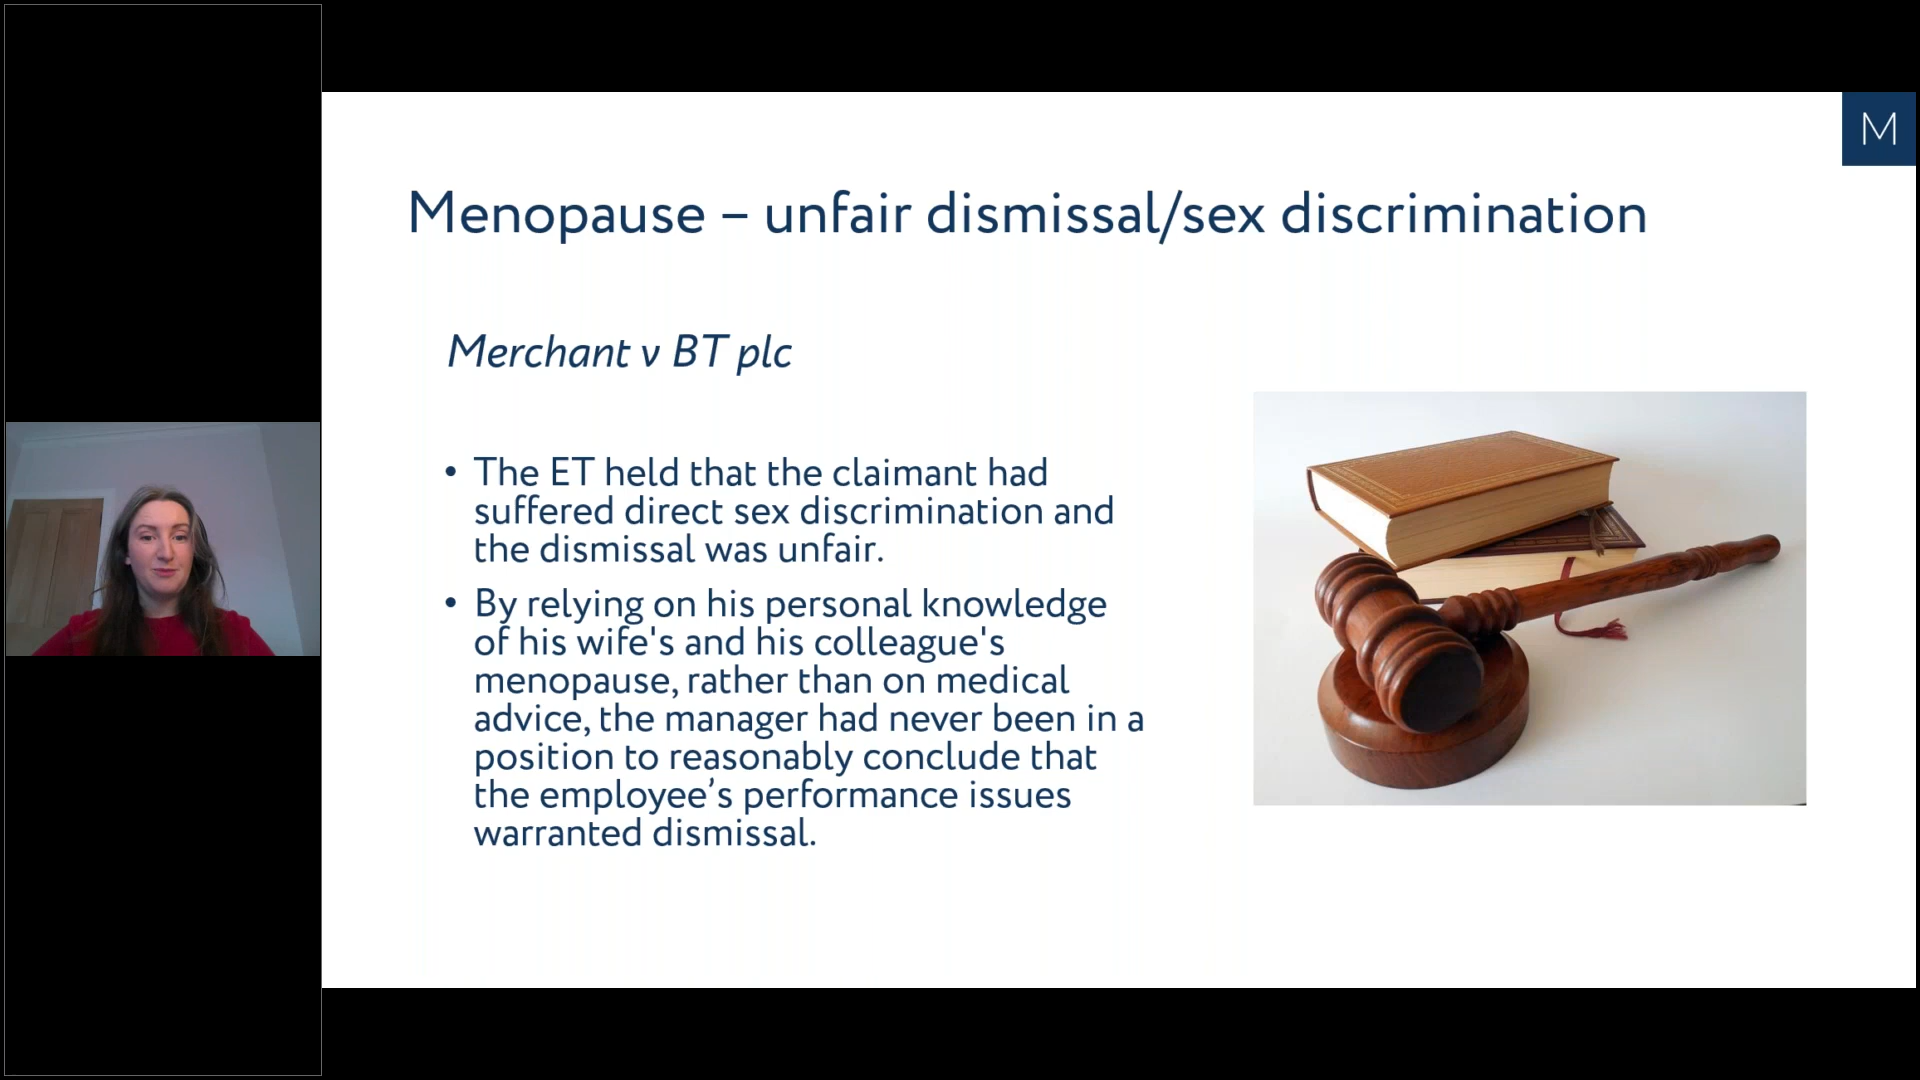 M
Menopause – unfair dismissal/sex discrimination
Merchant v BT plc
• The ET held that the claimant had
suffered direct sex discrimination and
the dismissal was unfair.
• By relying on his personal knowledge
of his wife's and his colleague's
menopause, rather than on medical
advice, the manager had never been in a
position to reasonably conclude that
the employee’s performance issues
warranted dismissal.